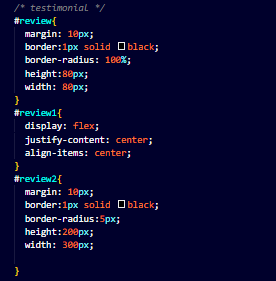 /* testimonial */
#review{
margin: 10px;
border:1px solid black;
border-radius: 100%;
height:80px;
width: 80px;
}
#review1{
display: flex;
justify-content: center;
align-items: center;
}
#review2{
margin: 10px;
border:1px solid black;
border-radius:5px;
height:200px;
width: 300px;
}